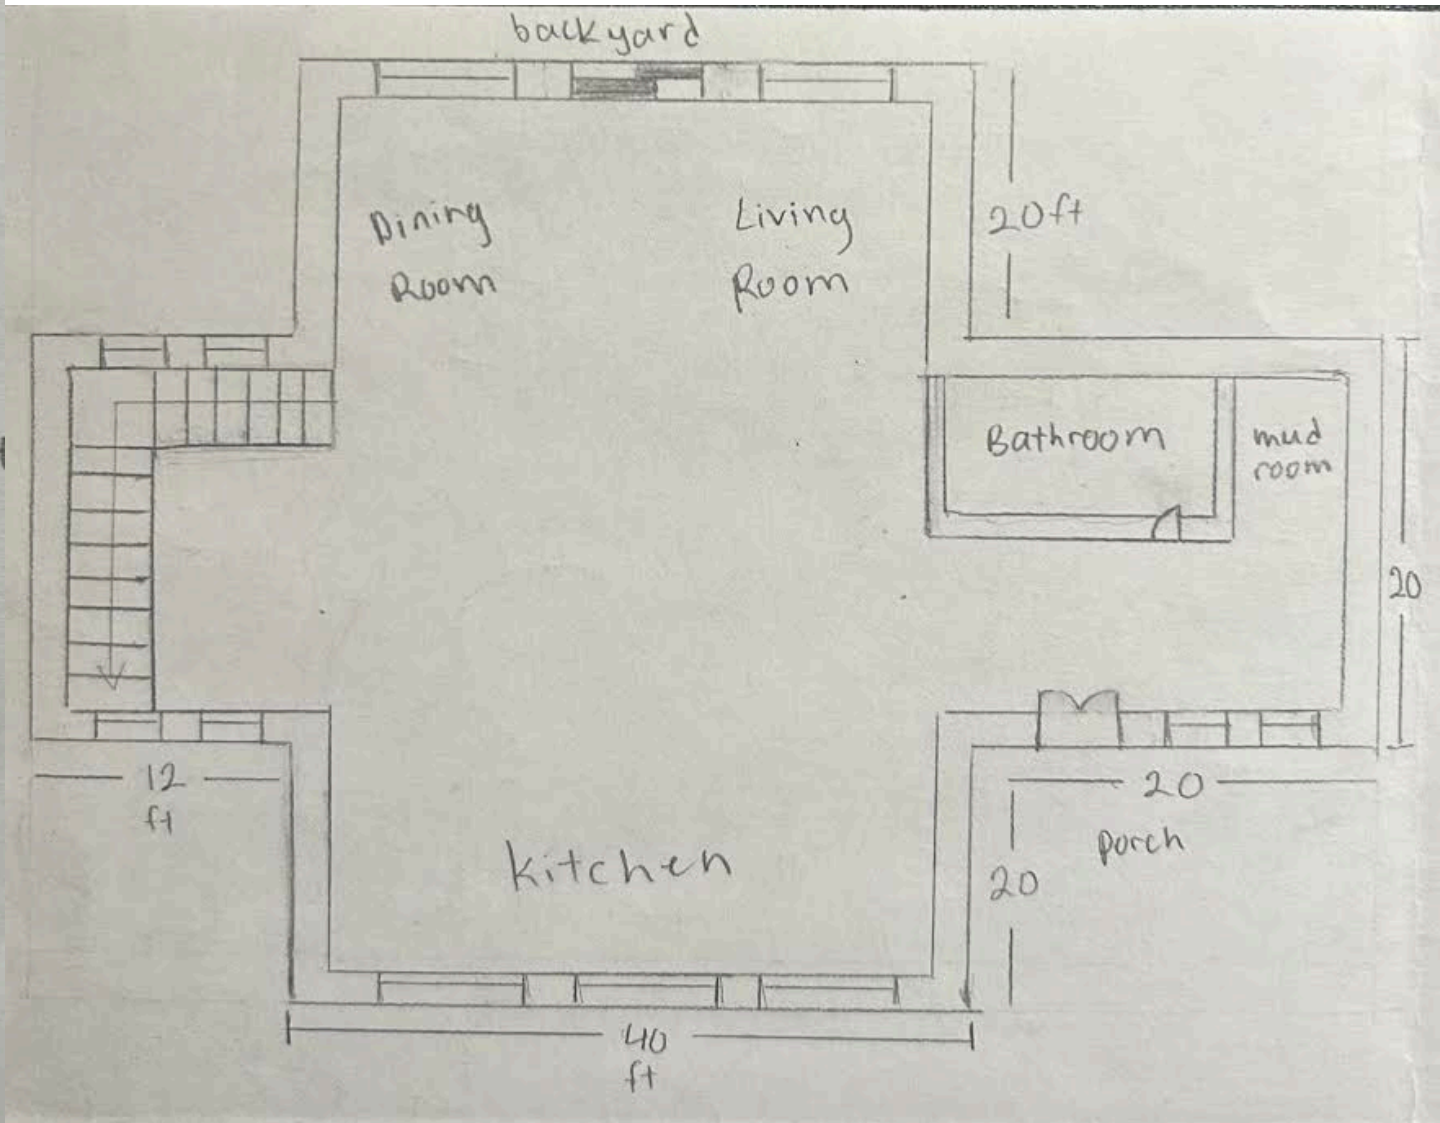 backyard
Dining
Room
Living
Room
20ft
Bathroom
mud
room
20
12
ft
20
porch
20
kitchen
40
ft